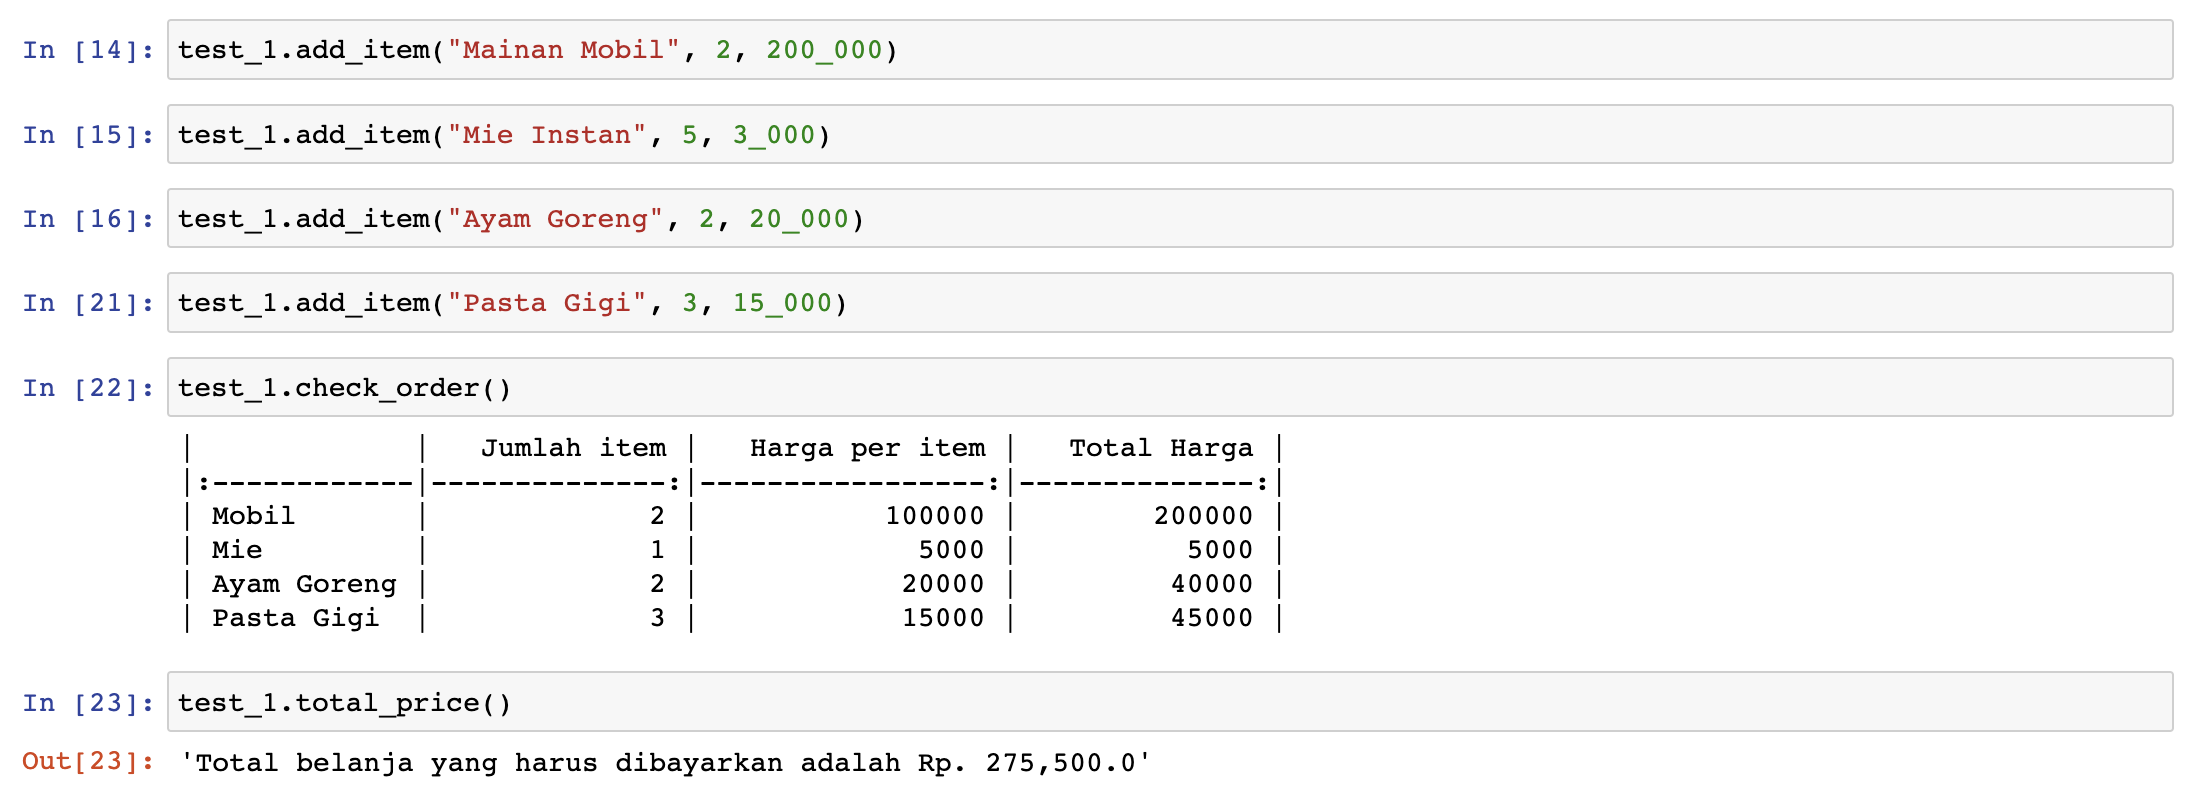 In [14]: test_1.add_item("Mainan Mobil", 2, 200_000)
In [15]: test_1.add_item("Mie Instan", 5, 3_000)
In [16]: test_1.add_item("Ayam Goreng", 2, 20_000)
In [21]: test_1.add_item("Pasta Gigi", 3, 15_000)
In [22]: test_1.check_order()
|             |   Jumlah item |   Harga per item |   Total Harga |
|:------------|--------------:|-----------------:|--------------:|
| Mobil       |             2 |           100000 |        200000 |
| Mie         |             1 |             5000 |          5000 |
| Ayam Goreng |             2 |            20000 |         40000 |
| Pasta Gigi  |             3 |            15000 |         45000 |
In [23]: test_1.total_price()
Out[23]: 'Total belanja yang harus dibayarkan adalah Rp. 275,500.0'